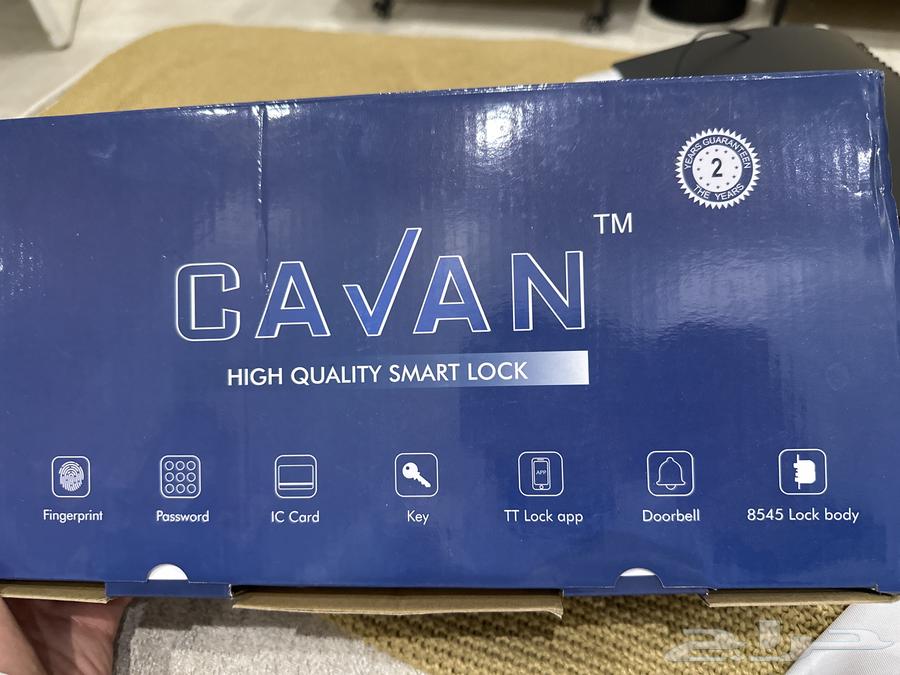 YEARS GUARANTEEN
2
THE YEARS
CAVAN TM
HIGH QUALITY SMART LOCK
Fingerprint
Password
IC Card
Key
APP
TT Lock app
Doorbell
8545 Lock body
حراج